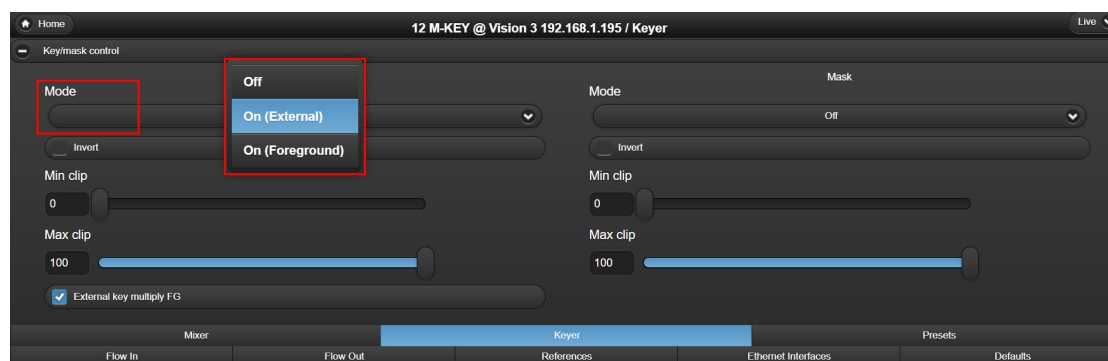 Home
12 M-KEY @ Vision 3 192.168.1.195 / Keyer
Live
Key/mask control
Mode
Off
On (External)
On (Foreground)
Invert
Min clip
0
Max clip
100
External key multiply FG
Mask
Mode
Off
Invert
Min clip
0
Max clip
100
Mixer
Keyer
Presets
Flow In
Flow Out
References
Ethernet Interfaces
Defaults